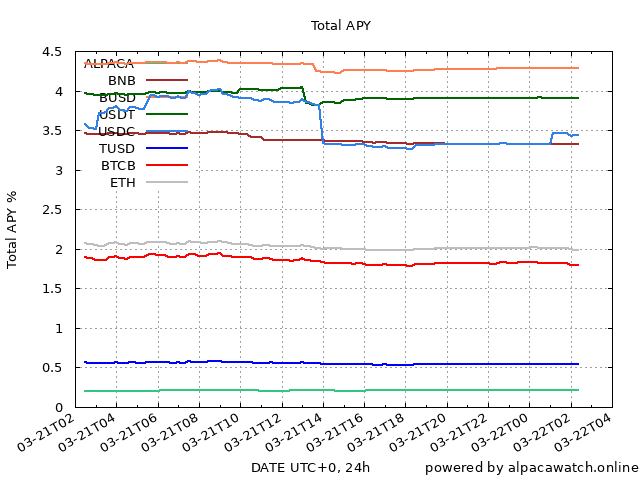 Total APY
Total APY %
4.5
4
3.5
3
2.5
2
1.5
1
0.5
0
ALPACA
BNB
BUSD
USDT
USDC
TUSD
BTCB
ETH
03-21T02
03-21T04
03-21T06
03-21T08
03-21T10
03-21T12
03-21T14
03-21T16
03-21T18
03-21T20
03-21T22
03-22T00
03-22T02
03-22T04
DATE UTC+0, 24h
powered by alpacawatch.online